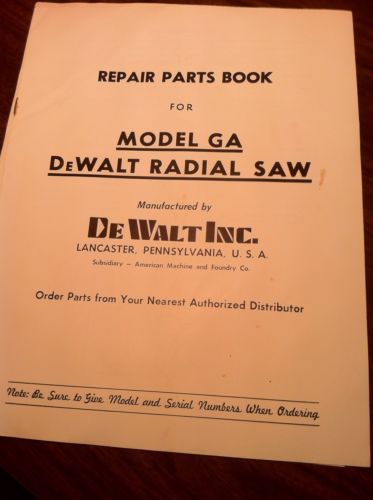 REPAIR PARTS BOOK
FOR
MODEL GA
DEWALT RADIAL SAW
Manufactured by
DE WALT INC.
LANCASTER, PENNSYLVANIA, U. S. A.
Subsidiary — American Machine and Foundry Co.
Order Parts from Your Nearest Authorized Distributor
Note: Be Sure to Give Model and Serial Numbers When Ordering